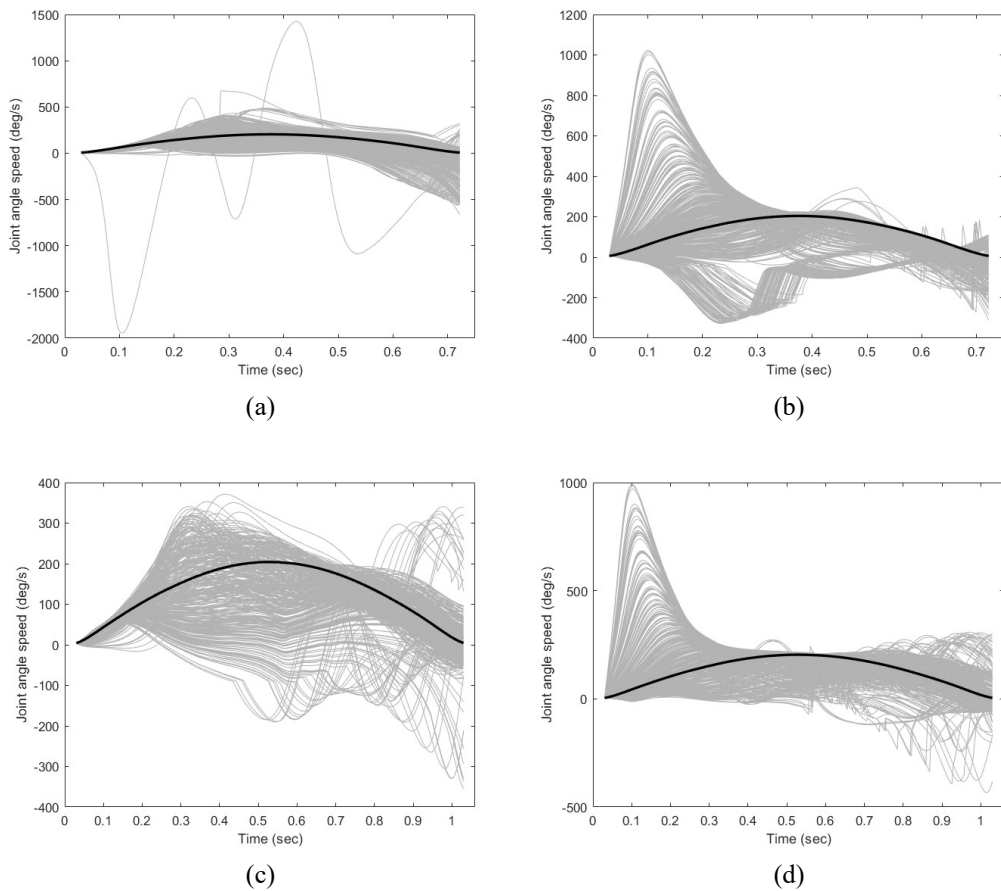 1500
1000
500
0
-500
-1000
-1500
-2000
Joint angle speed (deg/s)
0 0.1 0.2 0.3 0.4 0.5 0.6 0.7
Time (sec)
(a)
1200
1000
800
600
400
200
0
-200
-400
Joint angle speed (deg/s)
0 0.1 0.2 0.3 0.4 0.5 0.6 0.7
Time (sec)
(b)
400
300
200
100
0
-100
-200
-300
-400
Joint angle speed (deg/s)
0 0.1 0.2 0.3 0.4 0.5 0.6 0.7 0.8 0.9 1
Time (sec)
(c)
1000
500
0
-500
Joint angle speed (deg/s)
0 0.1 0.2 0.3 0.4 0.5 0.6 0.7 0.8 0.9 1
Time (sec)
(d)